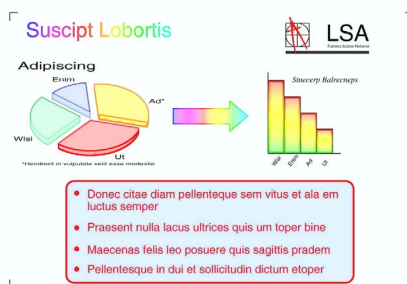 Suscipt Lobortis
LSA
Adipiscing
Enim
Ad*
Wisi
Ut
*Hendrerit in vulputate velit esse modestie
Smecerp Balrecneps
Wisi
Enim
Ad
Ut
Donec citae diam pellenteque sem vitus et ala em
luctus semper
Praesent nulla lacus ultrices quis um toper bine
Maecenas felis leo posuere quis sagittis pradem
Pellentesque in dui et sollicitudin dictum etoper